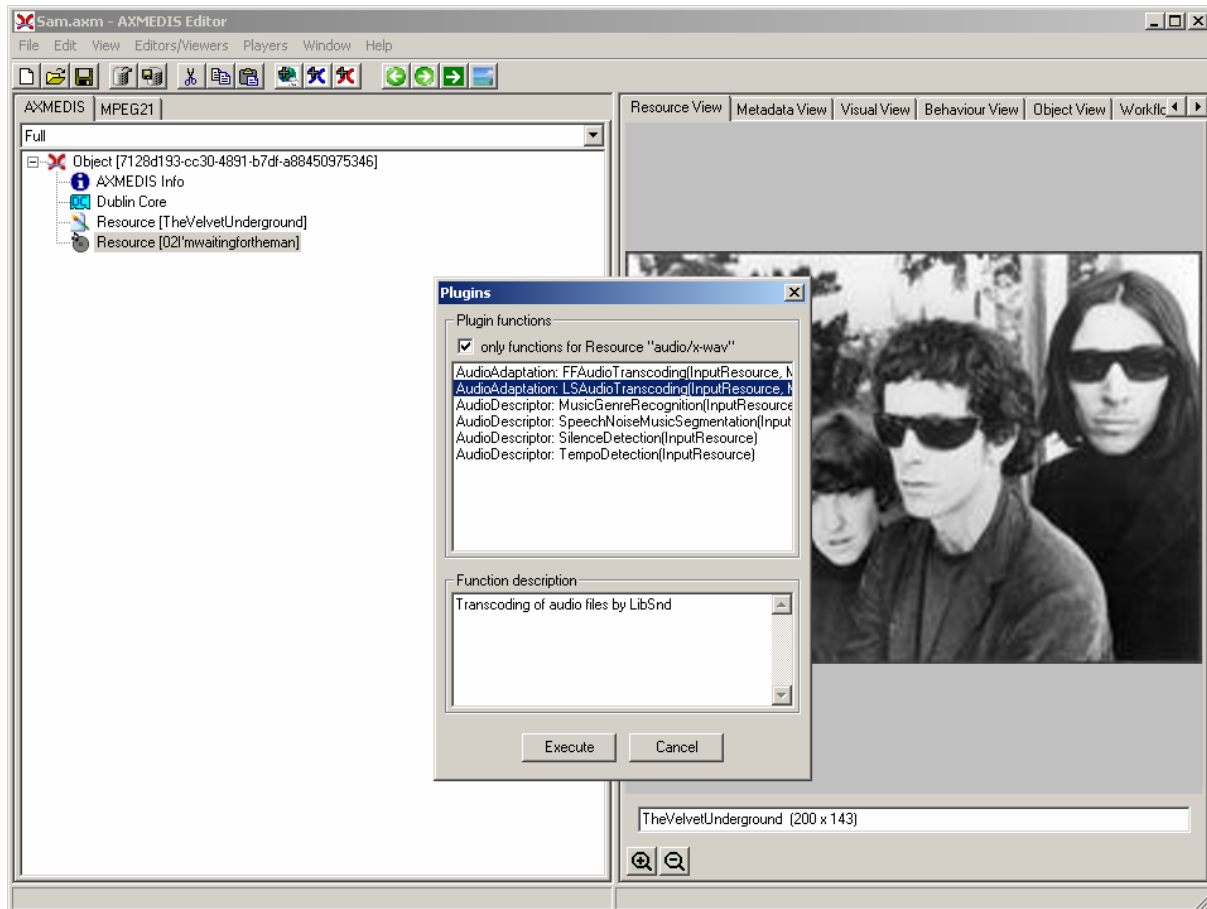 Sam.axm - AXMEDIS Editor
File Edit View Editors/Viewers Players Window Help
AXMEDIS MPEG21
Full
Object [7128d193-cc30-4891-b7df-a88450975346]
AXMEDIS Info
DC Dublin Core
Resource [TheVelvetUnderground]
Resource [02I'mwaitingfortheman]
Resource View Metadata View Visual View Behaviour View Object View Workflc
Plugins
Plugin functions
only functions for Resource "audio/x-wav"
AudioAdaptation: FFAudioTranscoding(InputResource, M
AudioAdaptation: LSAudioTranscoding(InputResource, M
AudioDescriptor: MusicGenreRecognition(InputResource
AudioDescriptor: SpeechNoiseMusicSegmentation(Input
AudioDescriptor: SilenceDetection(InputResource)
AudioDescriptor: TempoDetection(InputResource)
Function description
Transcoding of audio files by LibSnd
Execute Cancel
TheVelvetUnderground (200 x 143)